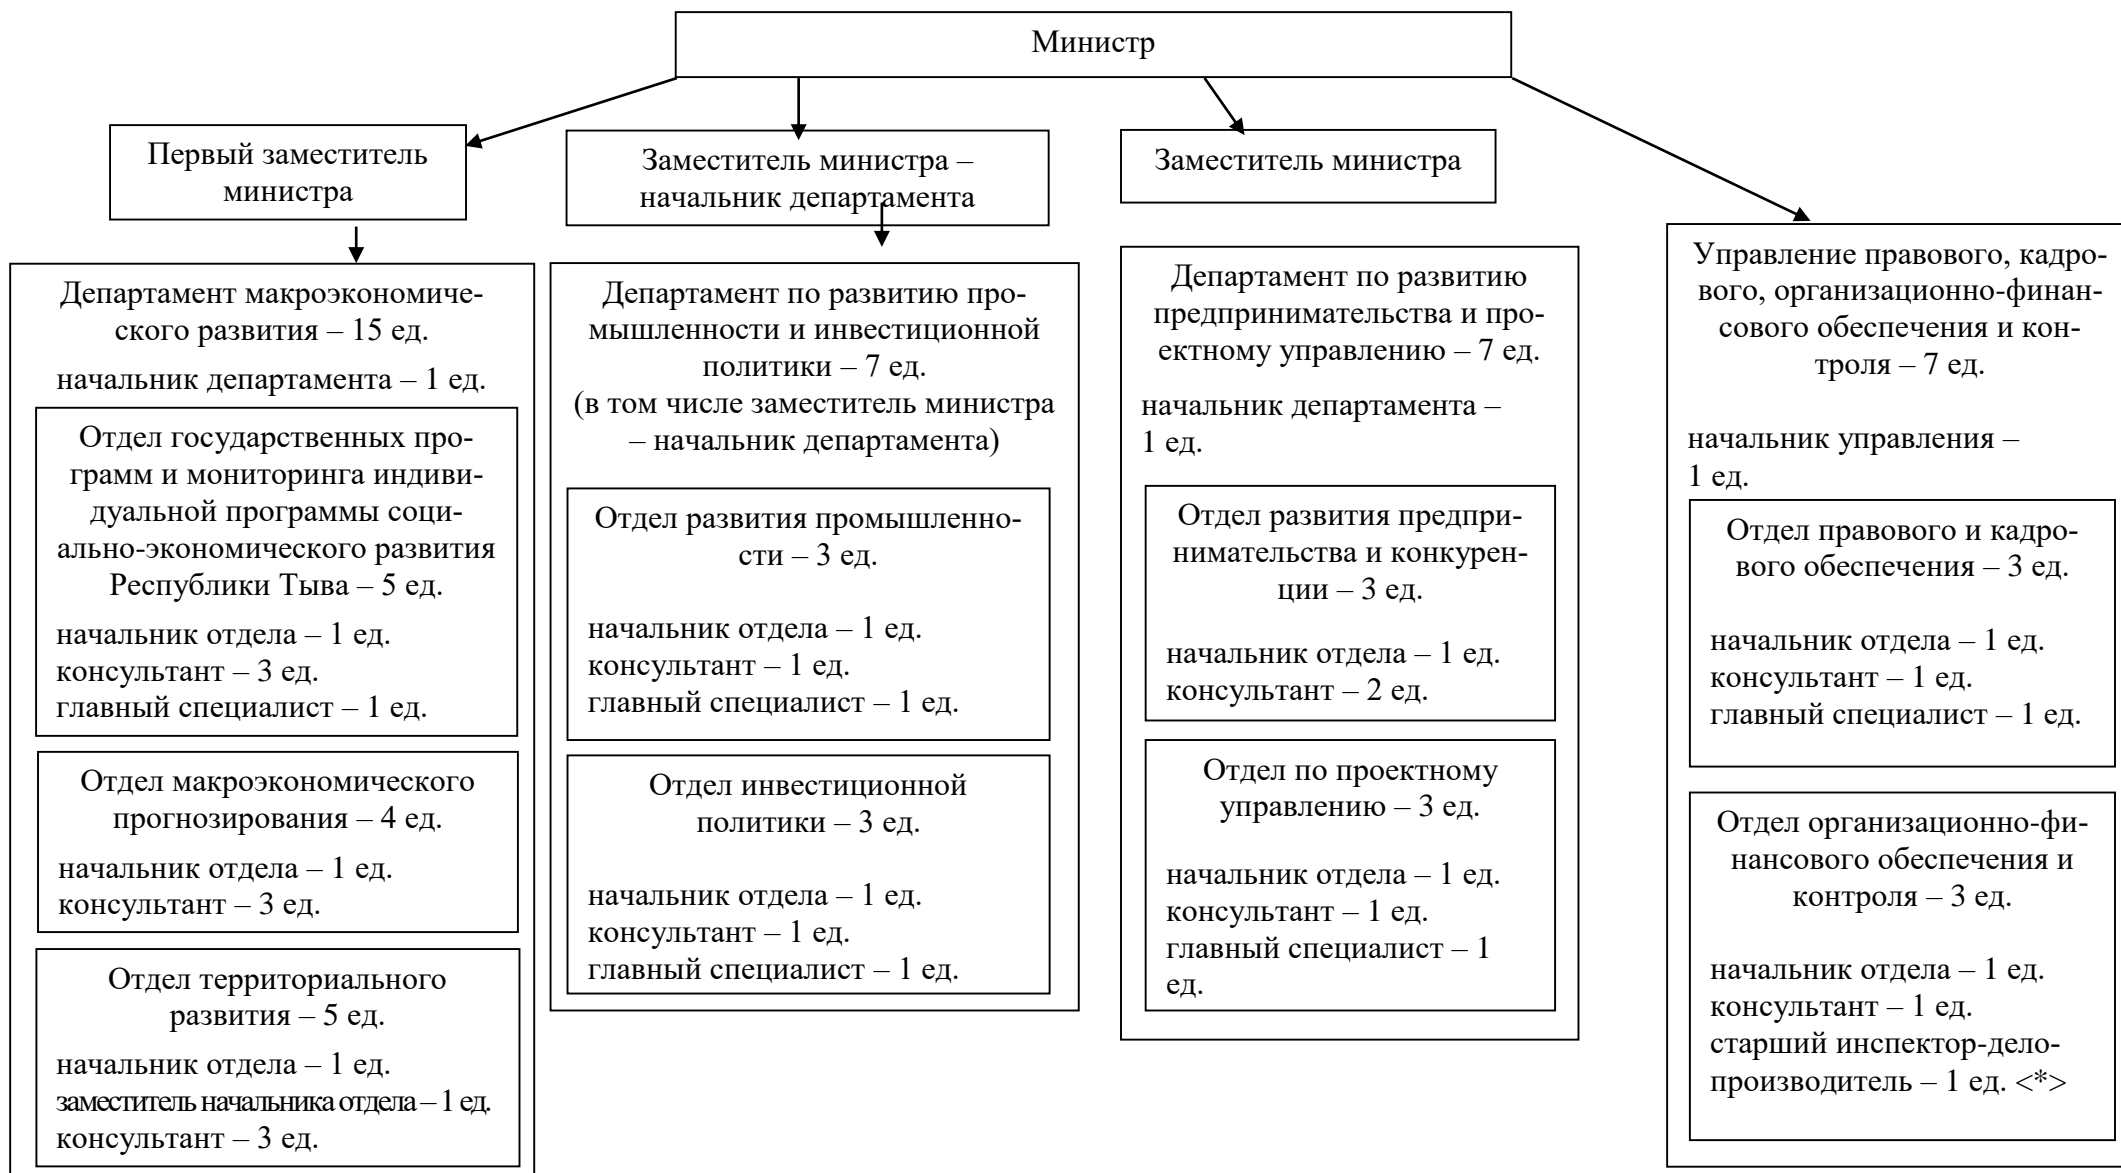 Министр
Первый заместитель
министра
Заместитель министра –
начальник департамента
Заместитель министра
Департамент макроэкономиче-
ского развития – 15 ед.
начальник департамента – 1 ед.
Отдел государственных про-
грамм и мониторинга индиви-
дуальной программы соци-
ально-экономического развития
Республики Тыва – 5 ед.
начальник отдела – 1 ед.
консультант – 3 ед.
главный специалист – 1 ед.
Отдел макроэкономического
прогнозирования – 4 ед.
начальник отдела – 1 ед.
консультант – 3 ед.
Отдел территориального
развития – 5 ед.
начальник отдела – 1 ед.
заместитель начальника отдела – 1 ед.
консультант – 3 ед.
Департамент по развитию про-
мышленности и инвестиционной
политики – 7 ед.
(в том числе заместитель министра
– начальник департамента)
Отдел развития промышленно-
сти – 3 ед.
начальник отдела – 1 ед.
консультант – 1 ед.
главный специалист – 1 ед.
Отдел инвестиционной
политики – 3 ед.
начальник отдела – 1 ед.
консультант – 1 ед.
главный специалист – 1 ед.
Департамент по развитию
предпринимательства и про-
ектному управлению – 7 ед.
начальник департамента –
1 ед.
Отдел развития предпри-
нимательства и конкурен-
ции – 3 ед.
начальник отдела – 1 ед.
консультант – 2 ед.
Отдел по проектному
управлению – 3 ед.
начальник отдела – 1 ед.
консультант – 1 ед.
главный специалист – 1
ед.
Управление правового, кадро-
вого, организационно-финан-
сового обеспечения и кон-
троля – 7 ед.
начальник управления –
1 ед.
Отдел правового и кадро-
вого обеспечения – 3 ед.
начальник отдела – 1 ед.
консультант – 1 ед.
главный специалист – 1 ед.
Отдел организационно-фи-
нансового обеспечения и
контроля – 3 ед.
начальник отдела – 1 ед.
консультант – 1 ед.
старший инспектор-дело-
производитель – 1 ед. <*>